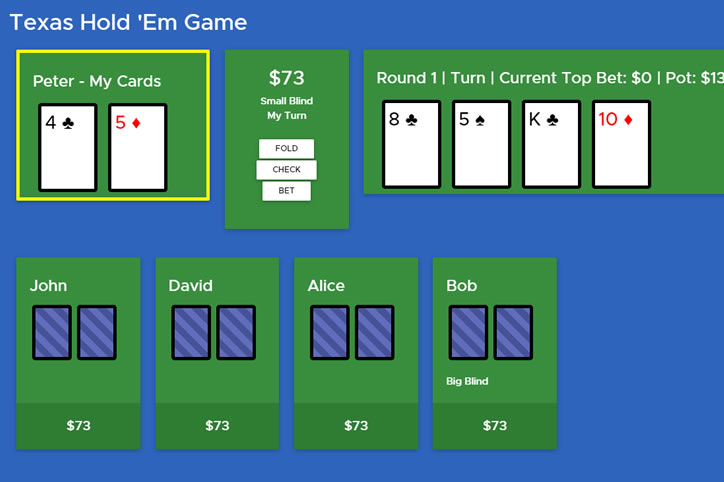 Texas Hold 'Em Game
Peter - My Cards
4 ♣
5 ♦
$73
Small Blind
My Turn
FOLD
CHECK
BET
Round 1 | Turn | Current Top Bet: $0 | Pot: $13
8 ♣
5 ♠
K ♣
10 ♦
John
$73
David
$73
Alice
$73
Bob
Big Blind
$73